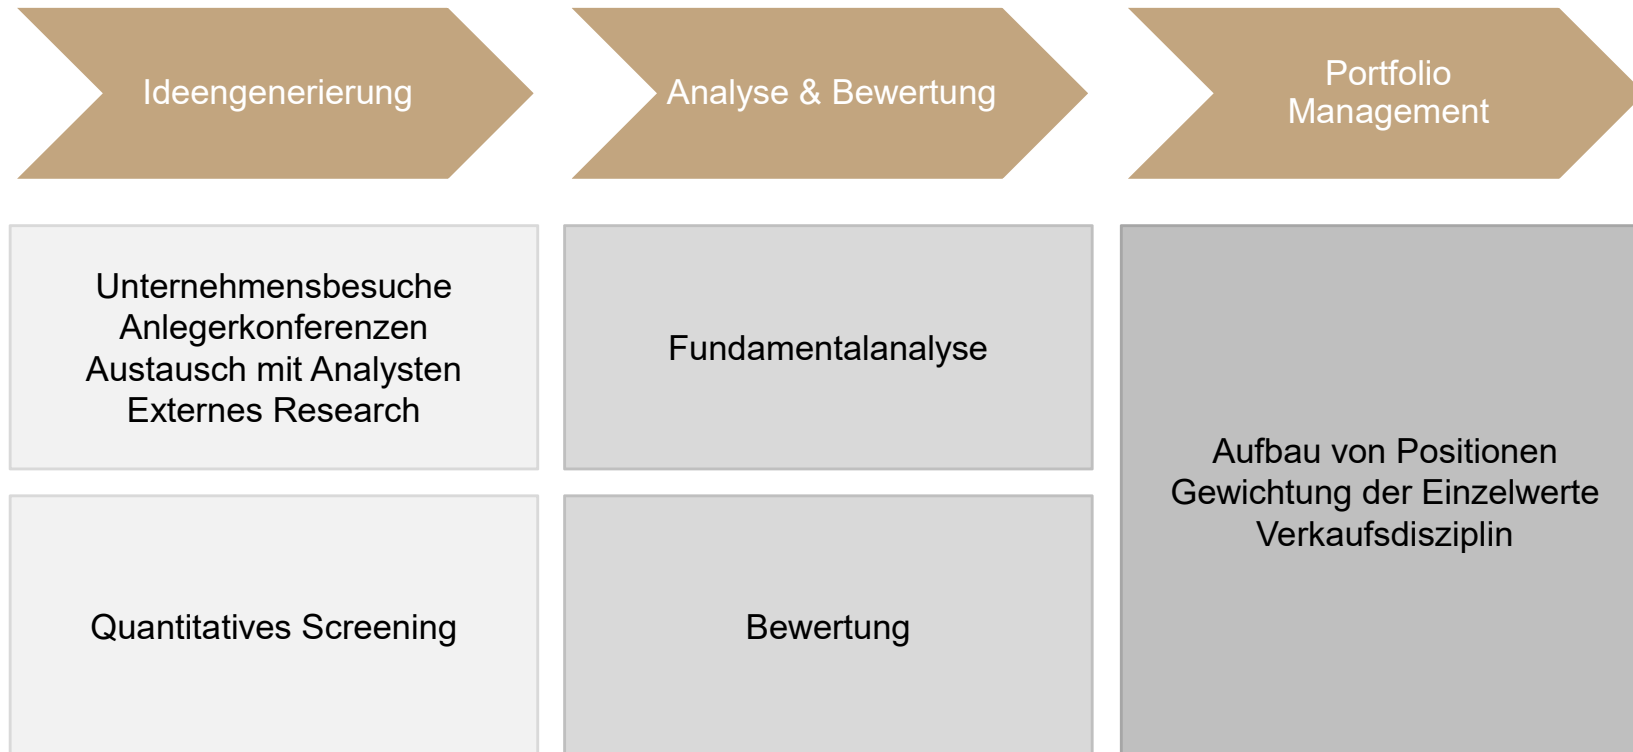 Ideengenerierung
Analyse & Bewertung
Portfolio
Management
Unternehmensbesuche
Anlegerkonferenzen
Austausch mit Analysten
Externes Research
Fundamentalanalyse
Aufbau von Positionen
Gewichtung der Einzelwerte
Verkaufsdisziplin
Quantitatives Screening
Bewertung